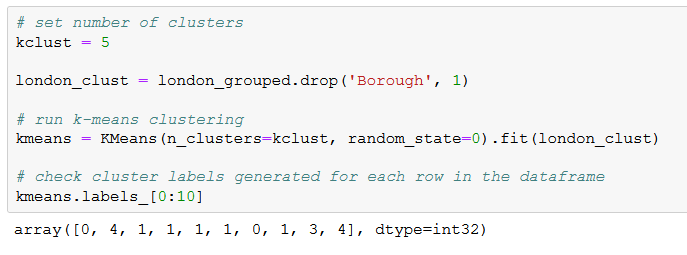 # set number of clusters
kclust = 5
london_clust = london_grouped.drop('Borough', 1)
# run k-means clustering
kmeans = KMeans(n_clusters=kclust, random_state=0).fit(london_clust)
# check cluster labels generated for each row in the dataframe
kmeans.labels_[0:10]
array([0, 4, 1, 1, 1, 1, 0, 1, 3, 4], dtype=int32)